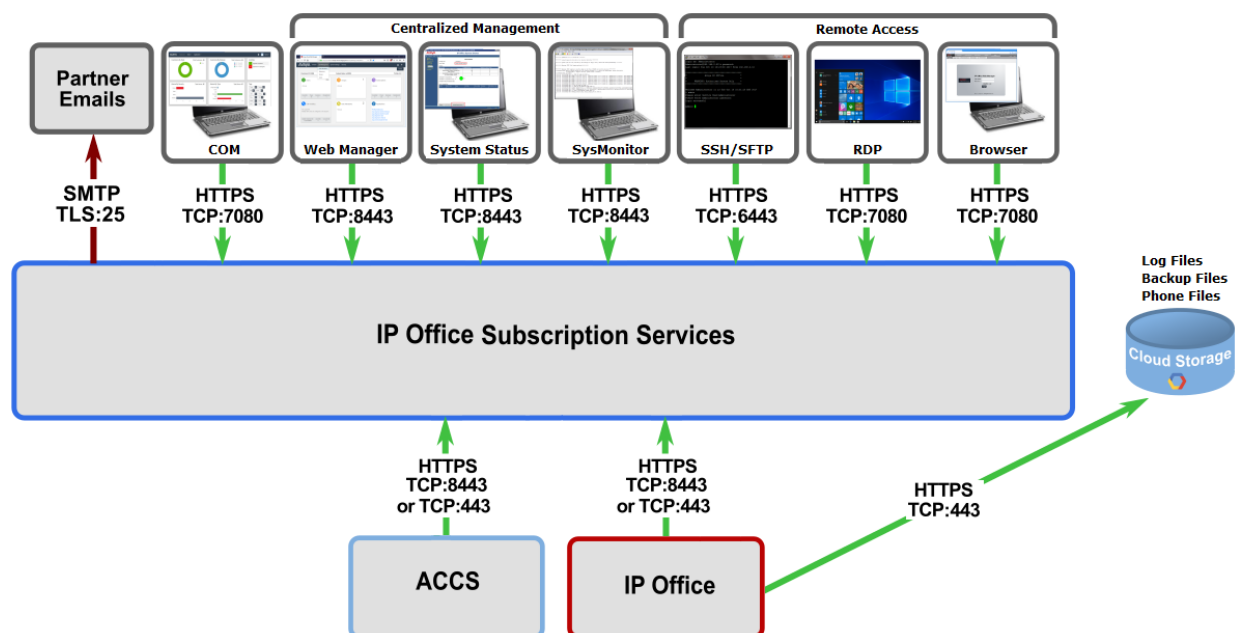 Centralized Management
Remote Access
Partner
Emails
COM
Web Manager
System Status
SysMonitor
SSH/SFTP
RDP
Browser
SMTP
TLS:25
HTTPS
TCP:7080
HTTPS
TCP:8443
HTTPS
TCP:8443
HTTPS
TCP:8443
HTTPS
TCP:6443
HTTPS
TCP:7080
HTTPS
TCP:7080
IP Office Subscription Services
Log Files
Backup Files
Phone Files
Cloud Storage
HTTPS
TCP:8443
or TCP:443
HTTPS
TCP:8443
or TCP:443
HTTPS
TCP:443
ACCS
IP Office